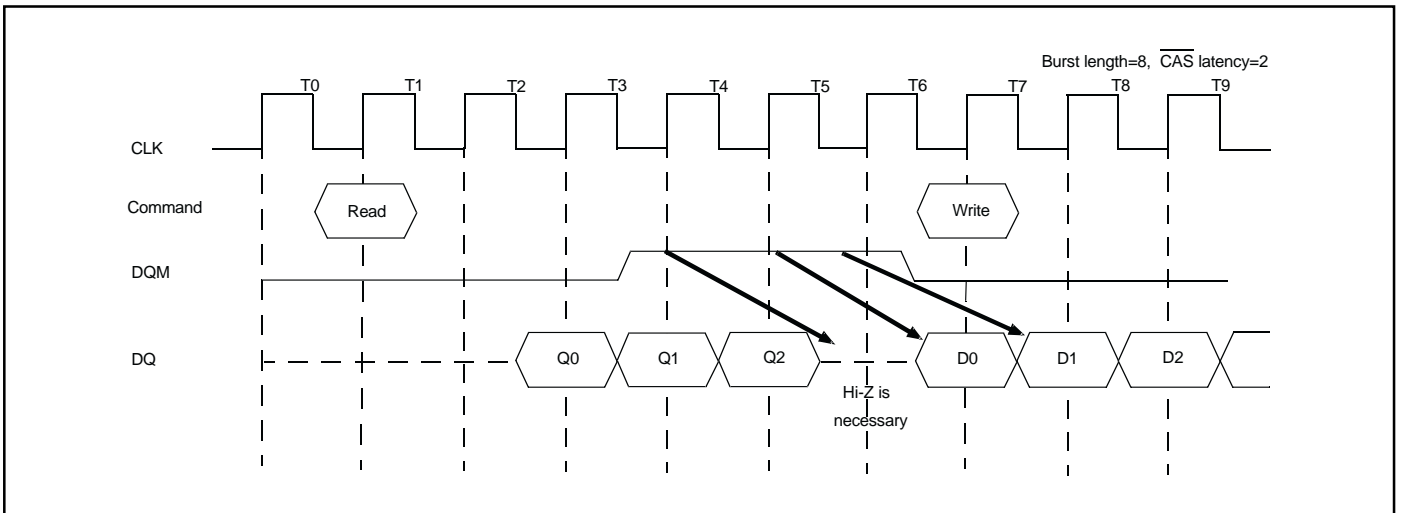 Burst length=8, CAS latency=2
T0 T1 T2 T3 T4 T5 T6 T7 T8 T9
CLK
Command Read Write
DQM
DQ Q0 Q1 Q2 D0 D1 D2
Hi-Z is
necessary